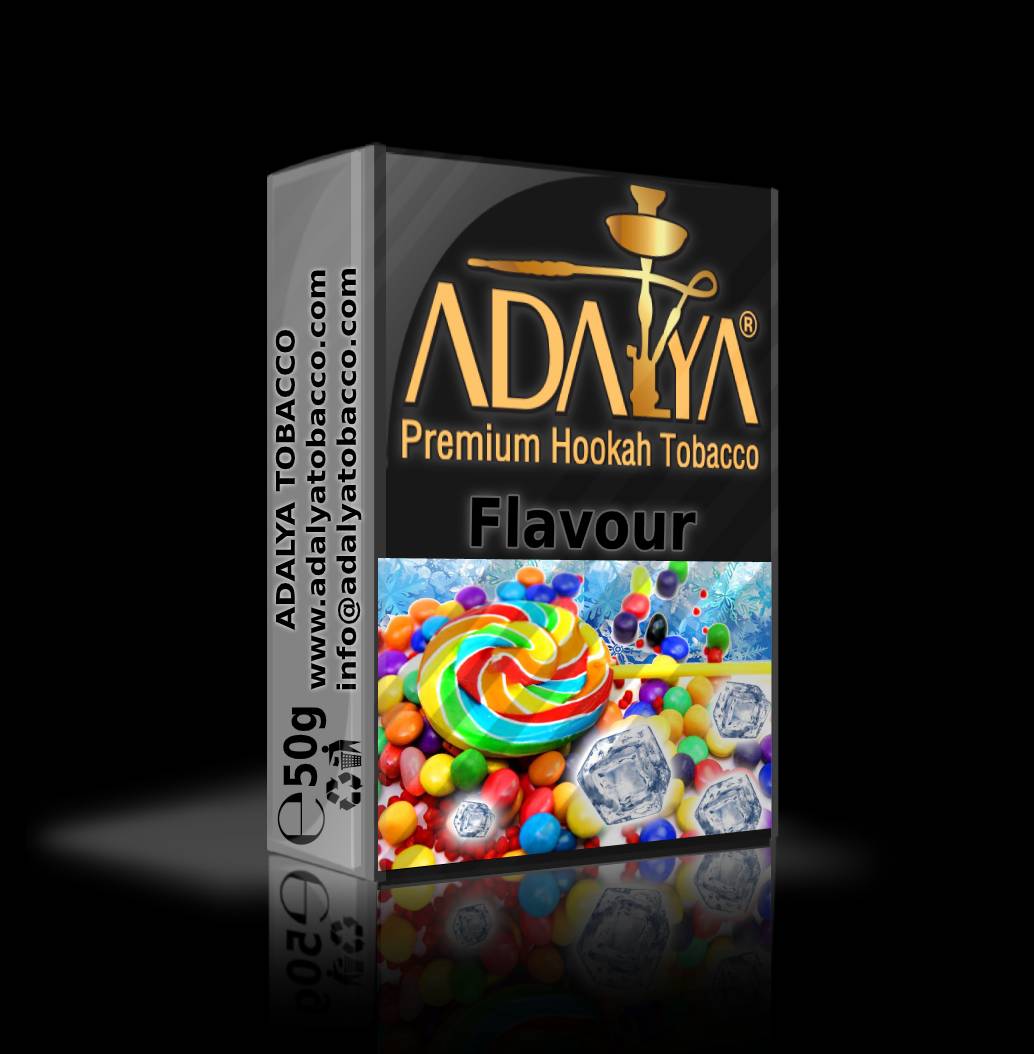 ADALYA®
Premium Hookah Tobacco
Flavour
ADALYA TOBACCO
www.adalyatobacco.com
info@adalyatobacco.com
℮50g